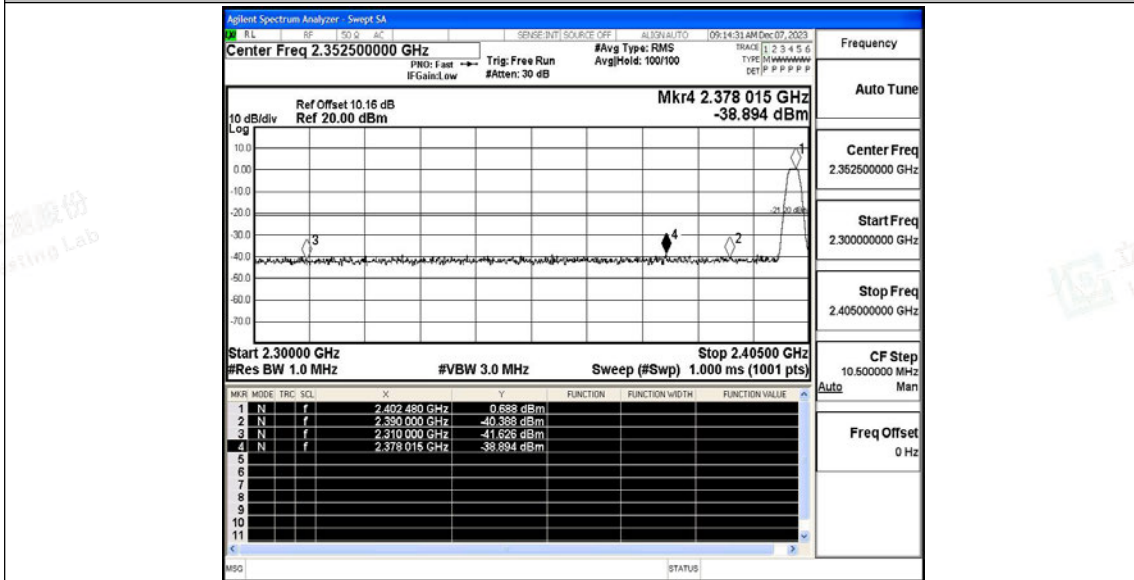 Agilent Spectrum Analyzer - Swept SA
RL RF 50 Ω AC SENSE:INT SOURCE OFF ALIGN AUTO 09:14:31 AM Dec 07, 2023
Center Freq 2.352500000 GHz
PNO: Fast
IFGain:Low
Trig: Free Run
#Atten: 30 dB
#Avg Type: RMS
Avg|Hold: 100/100
TRACE 1 2 3 4 5 6
TYPE M WWWWW
DET P P P P P P
Ref Offset 10.16 dB
Ref 20.00 dBm
10 dB/div
Log
Mkr4 2.378 015 GHz
-38.894 dBm
10.0
0.00
-10.0
-20.0
-30.0
-40.0
-50.0
-60.0
-70.0
1
-21.20 dBm
3
4
2
Start 2.30000 GHz
Stop 2.40500 GHz
#Res BW 1.0 MHz #VBW 3.0 MHz Sweep (#Swp) 1.000 ms (1001 pts)
MKR MODE TRC SCL X Y FUNCTION FUNCTION WIDTH FUNCTION VALUE
1 N f 2.402 480 GHz 0.688 dBm
2 N f 2.390 000 GHz -40.388 dBm
3 N f 2.310 000 GHz -41.626 dBm
4 N f 2.378 015 GHz -38.894 dBm
5
6
7
8
9
10
11
MSG STATUS
Frequency
Auto Tune
Center Freq
2.352500000 GHz
Start Freq
2.300000000 GHz
Stop Freq
2.405000000 GHz
CF Step
10.500000 MHz
Auto Man
Freq Offset
0 Hz
股份
Lab
立